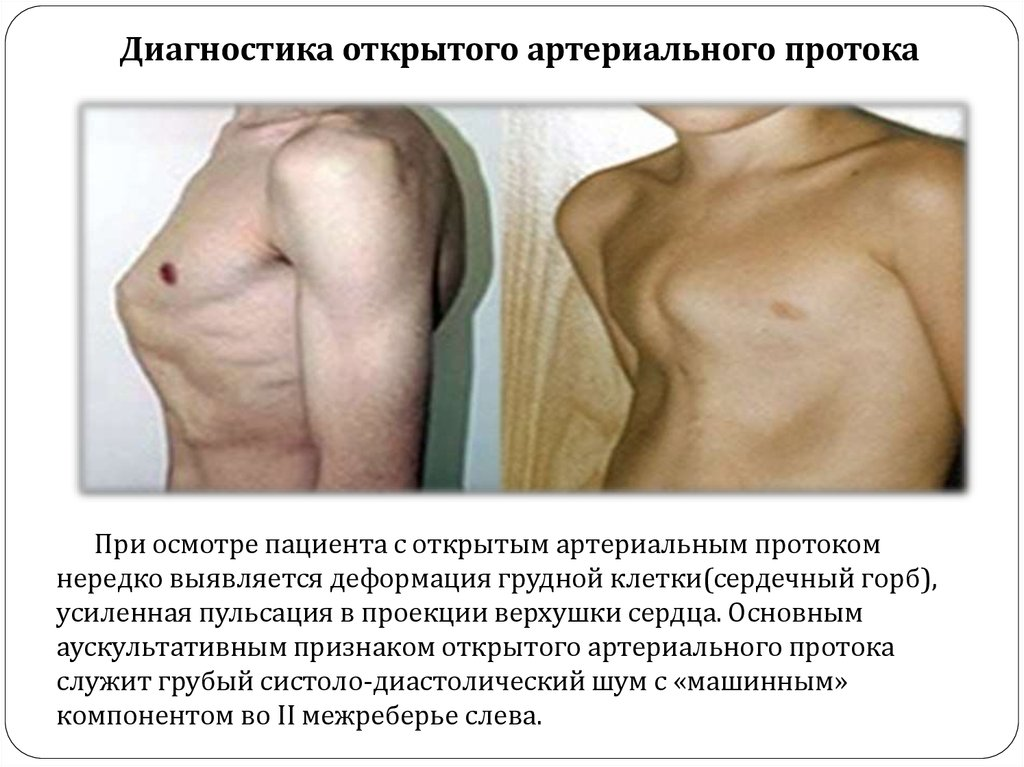 Диагностика открытого артериального протока
При осмотре пациента с открытым артериальным протоком
нередко выявляется деформация грудной клетки(сердечный горб),
усиленная пульсация в проекции верхушки сердца. Основным
аускультативным признаком открытого артериального протока
служит грубый систоло-диастолический шум с «машинным»
компонентом во II межреберье слева.